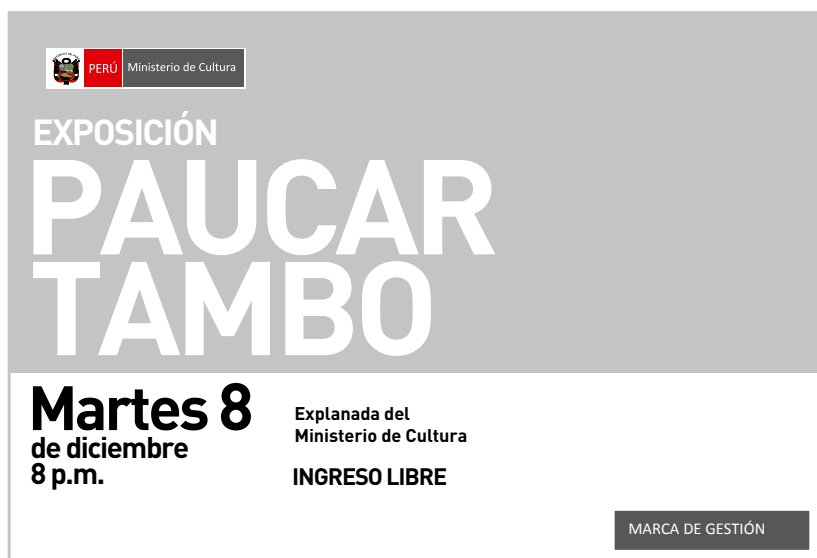 PERÚ Ministerio de Cultura
EXPOSICIÓN
PAUCAR
TAMBO
Martes 8
de diciembre
8 p.m.
Explanada del
Ministerio de Cultura
INGRESO LIBRE
MARCA DE GESTIÓN